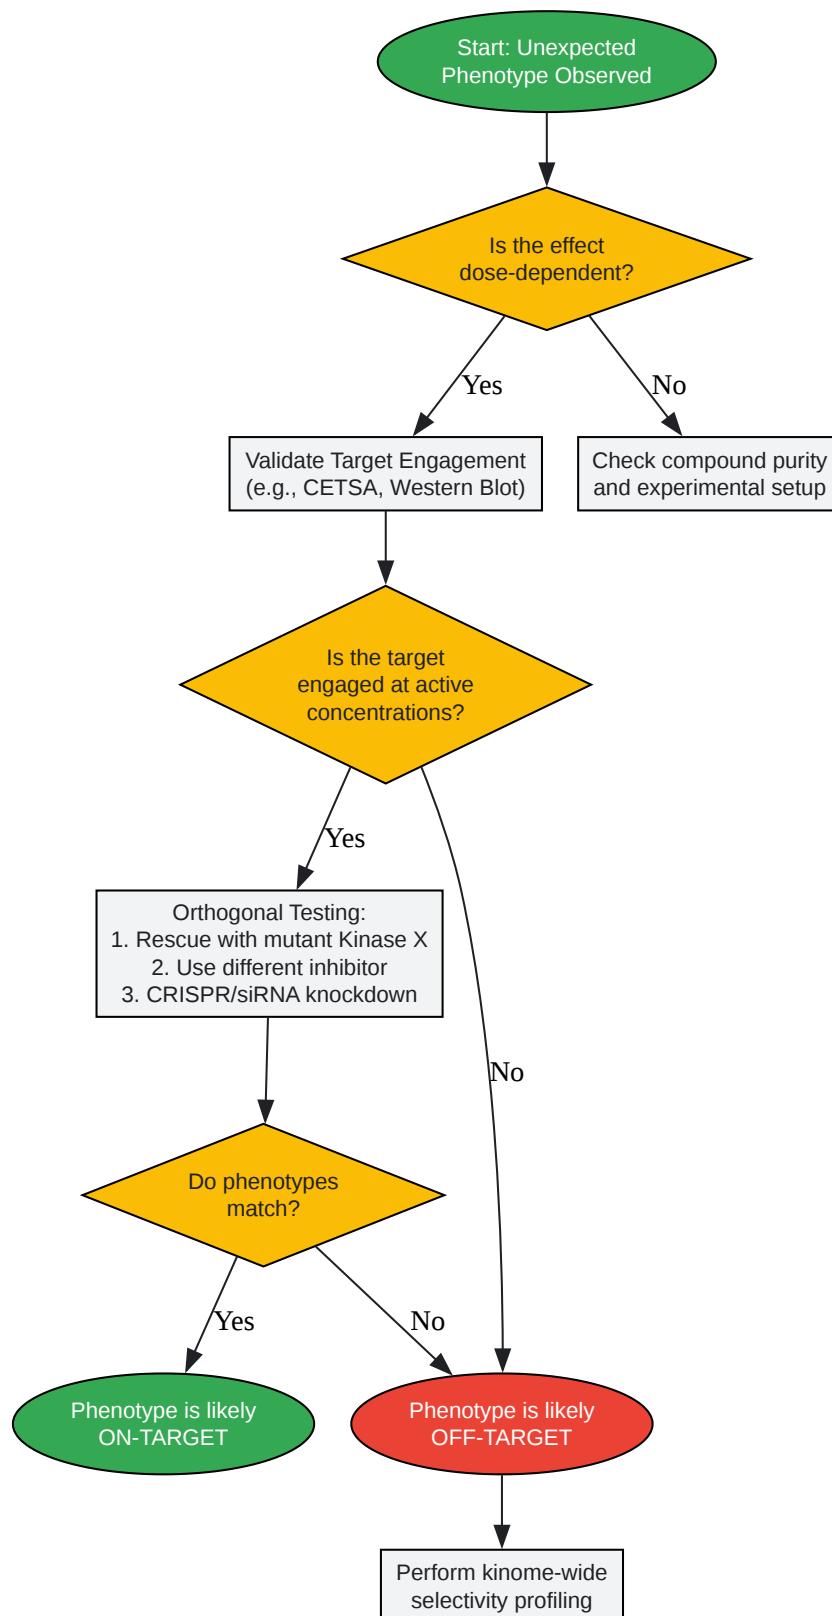 Start: Unexpected
Phenotype Observed
Is the effect
dose-dependent?
Yes
No
Validate Target Engagement
(e.g., CETSA, Western Blot)
Check compound purity
and experimental setup
Is the target
engaged at active
concentrations?
Yes
Orthogonal Testing:
1. Rescue with mutant Kinase X
2. Use different inhibitor
3. CRISPR/siRNA knockdown
No
Do phenotypes
match?
Yes
No
Phenotype is likely
ON-TARGET
Phenotype is likely
OFF-TARGET
Perform kinome-wide
selectivity profiling